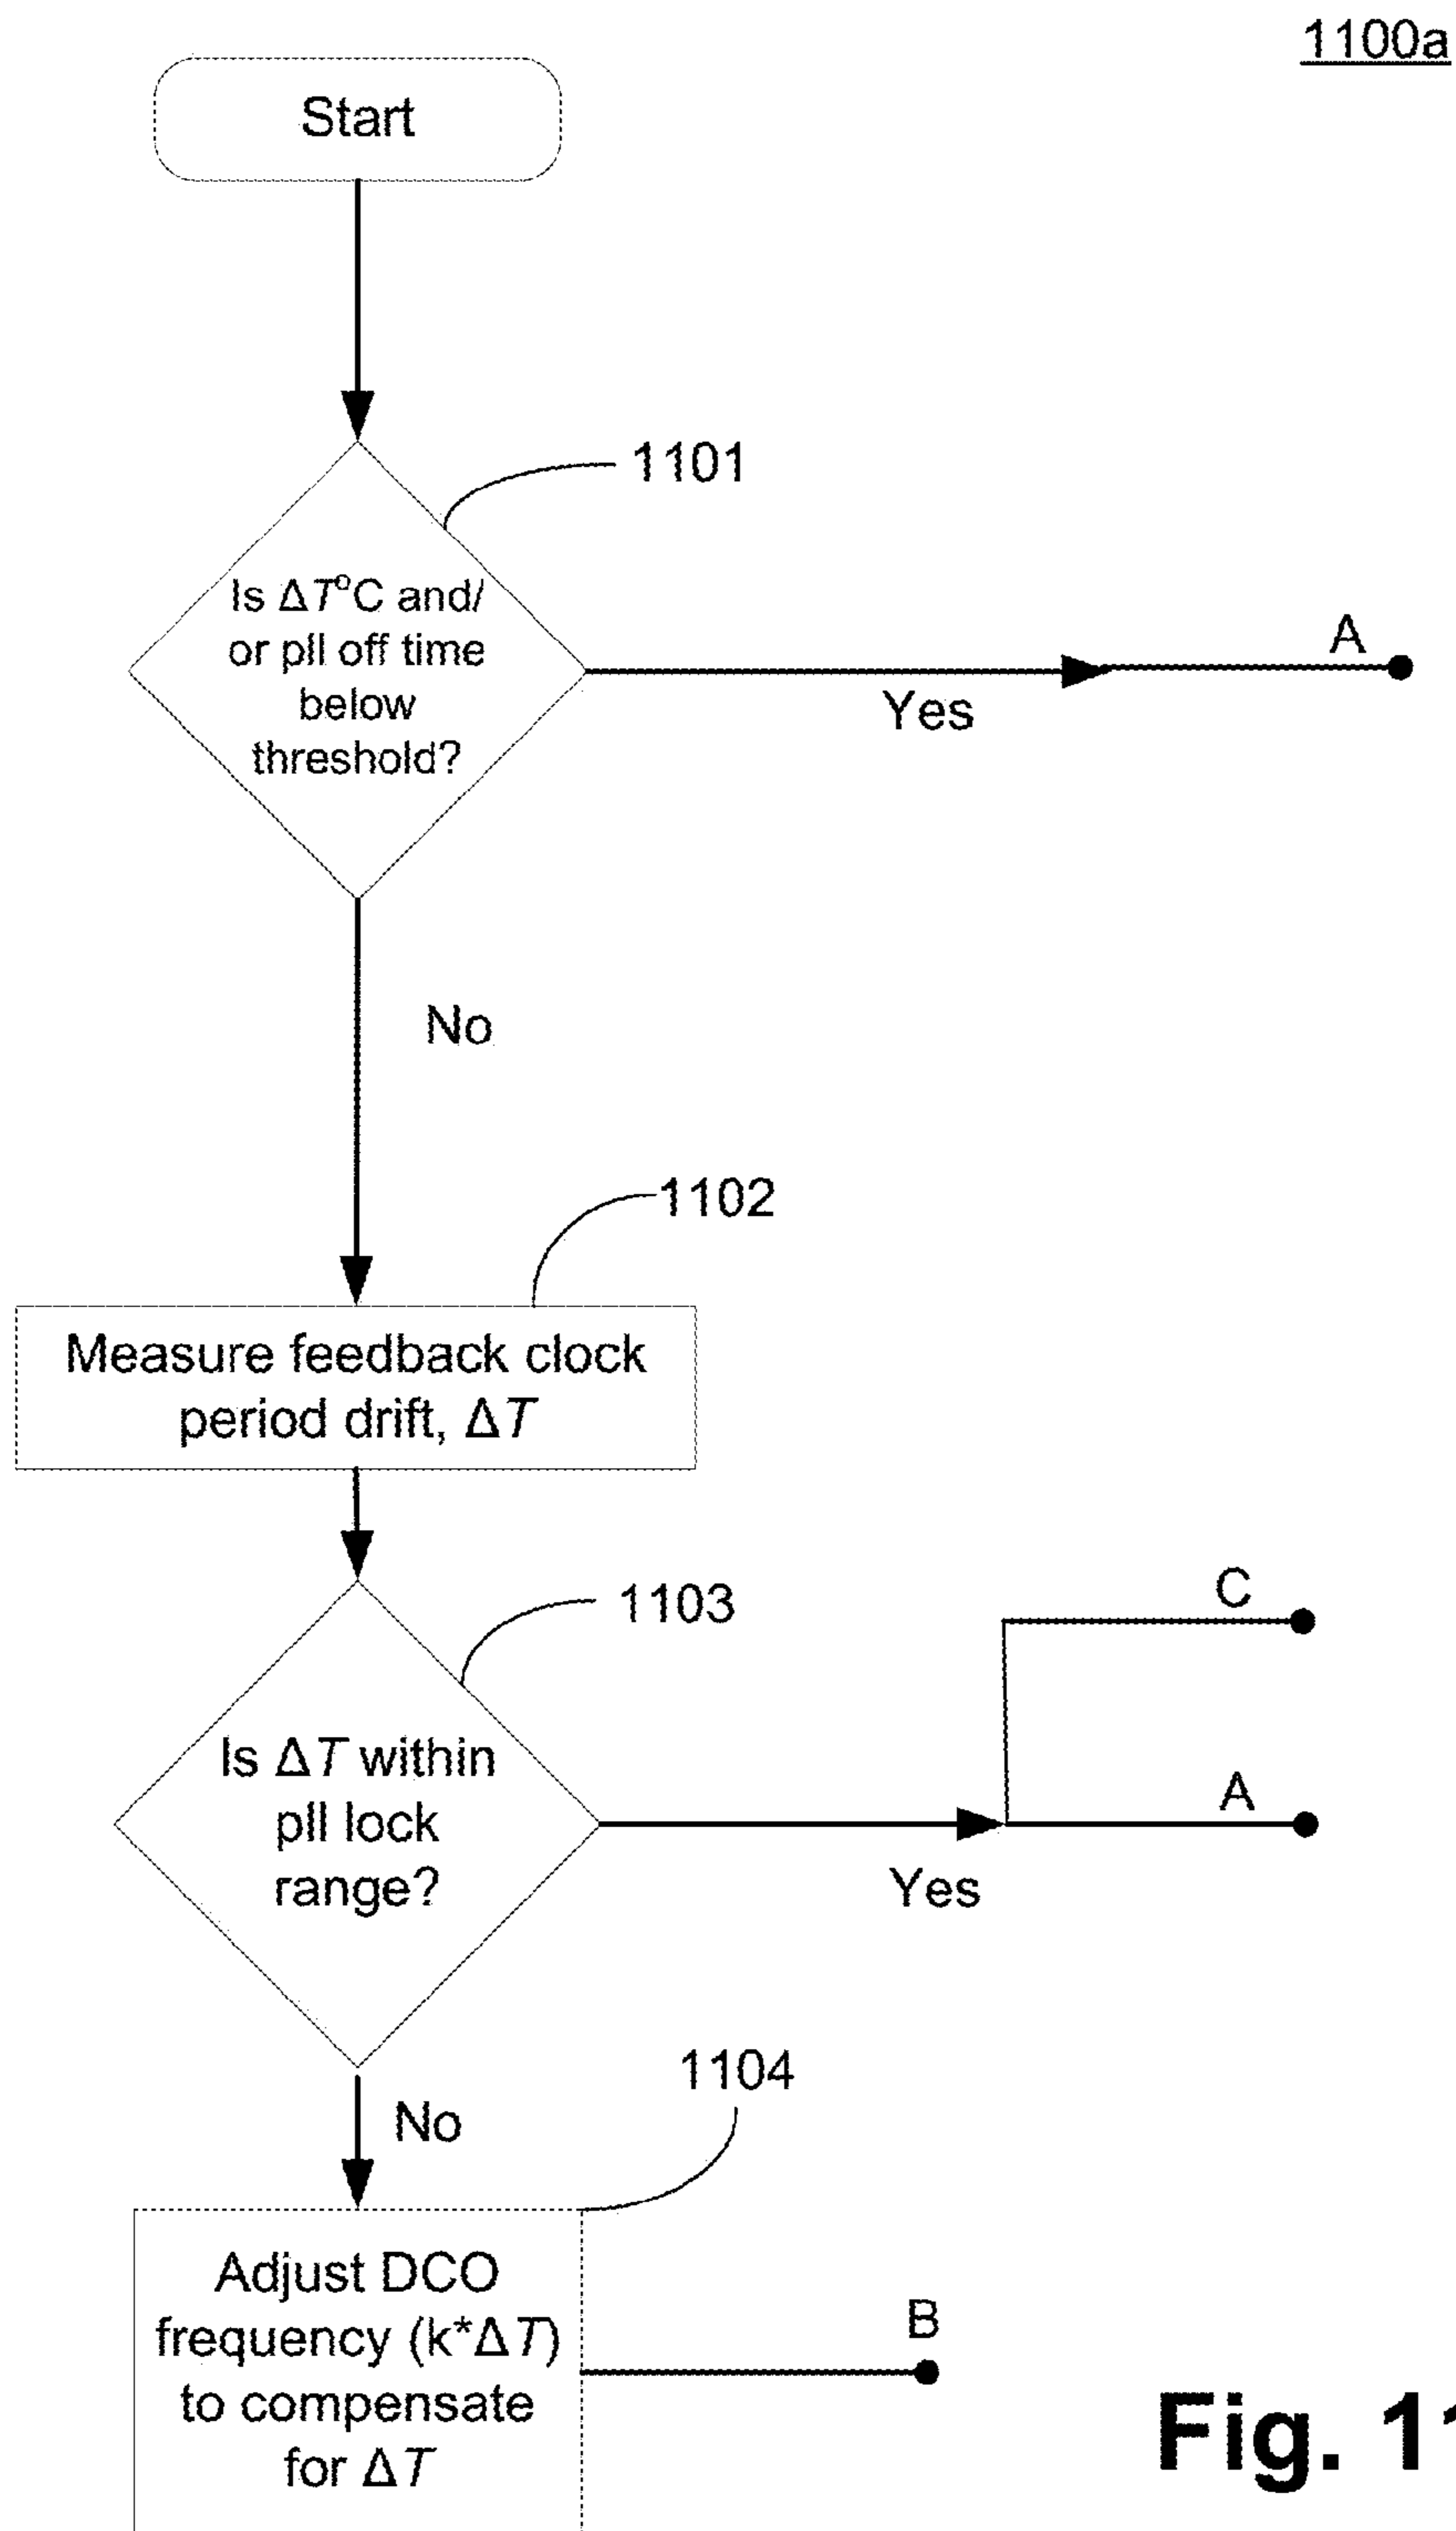 1100a
Start
1101
Is ΔT°C and/
or pll off time
below
threshold?
A
Yes
No
1102
Measure feedback clock
period drift, ΔT
1103
C
Is ΔT within
pll lock
range?
A
Yes
1104
No
Adjust DCO
frequency (k*ΔT)
to compensate
for ΔT
B
Fig. 11